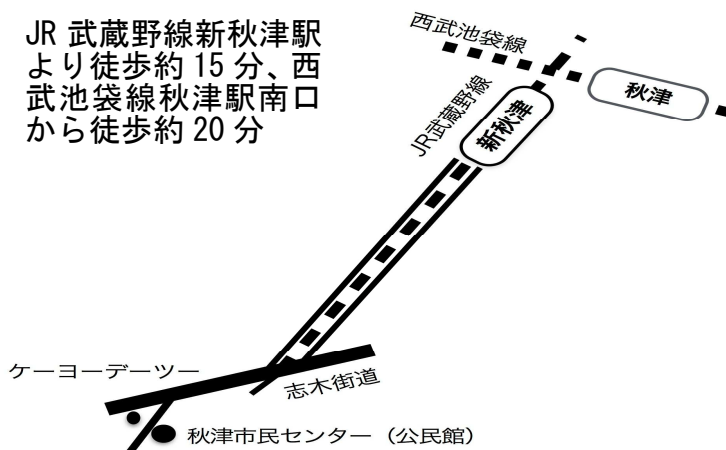 JR 武蔵野線新秋津駅
より徒歩約 15 分、西
武池袋線秋津駅南口
から徒歩約 20 分
西武池袋線
秋津
JR武蔵野線
新秋津
ケーヨーデーツー
志木街道
秋津市民センター（公民館）